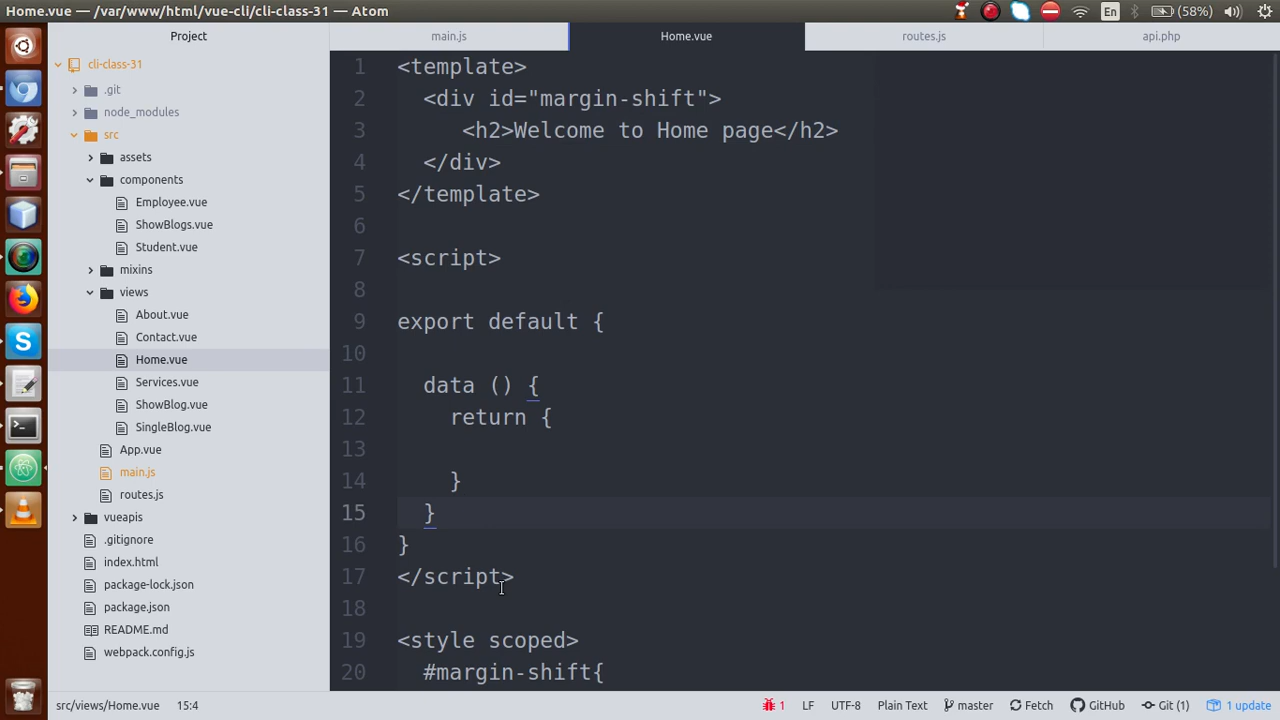 Home.vue — /var/www/html/vue-cli/cli-class-31 — Atom
En
(58%)
Project
main.js
Home.vue
routes.js
api.php
cli-class-31
.git
node_modules
src
assets
components
Employee.vue
ShowBlogs.vue
Student.vue
mixins
views
About.vue
Contact.vue
Home.vue
Services.vue
ShowBlog.vue
SingleBlog.vue
App.vue
main.js
routes.js
vueapis
.gitignore
index.html
package-lock.json
package.json
README.md
webpack.config.js
1 <template>
2 <div id="margin-shift">
3 <h2>Welcome to Home page</h2>
4 </div>
5 </template>
6
7 <script>
8
9 export default {
10
11 data () {
12 return {
13
14 }
15 }
16 }
17 </script>
18
19 <style scoped>
20 #margin-shift{
src/views/Home.vue 15:4
1 LF UTF-8 Plain Text master Fetch GitHub Git (1) 1 update